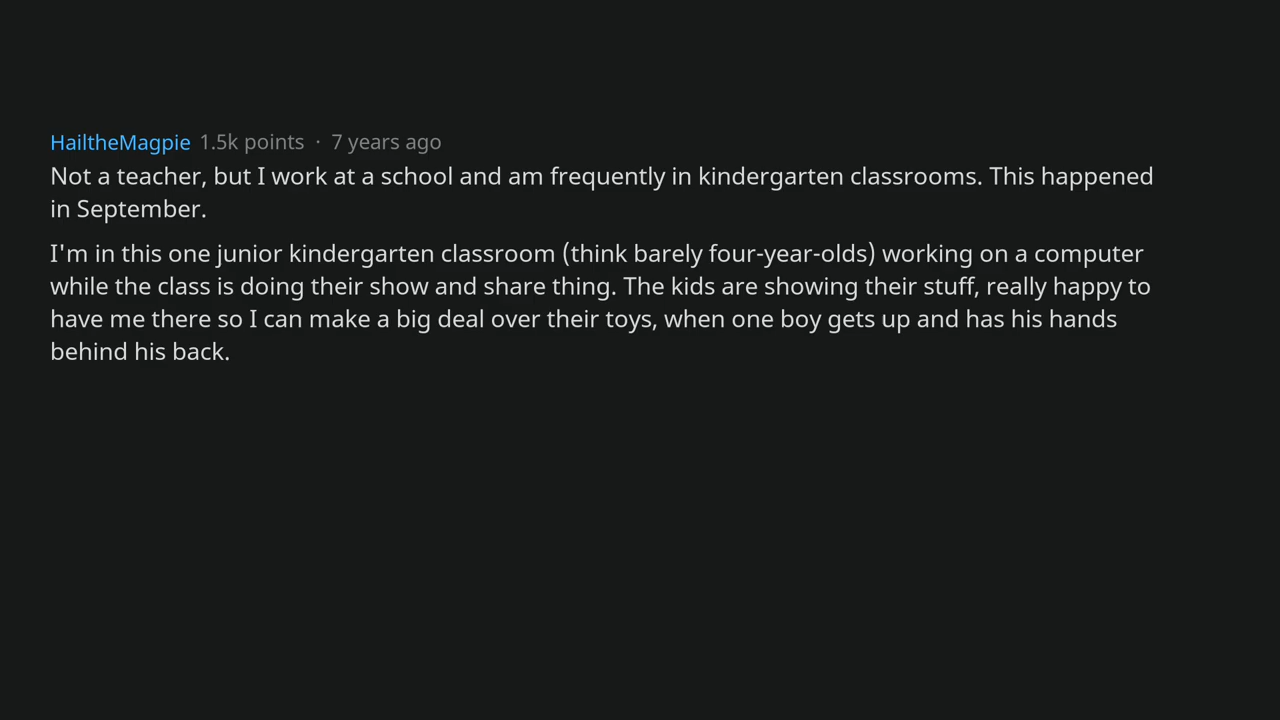 HailtheMagpie 1.5k points · 7 years ago
Not a teacher, but I work at a school and am frequently in kindergarten classrooms. This happened
in September.
I'm in this one junior kindergarten classroom (think barely four-year-olds) working on a computer
while the class is doing their show and share thing. The kids are showing their stuff, really happy to
have me there so I can make a big deal over their toys, when one boy gets up and has his hands
behind his back.